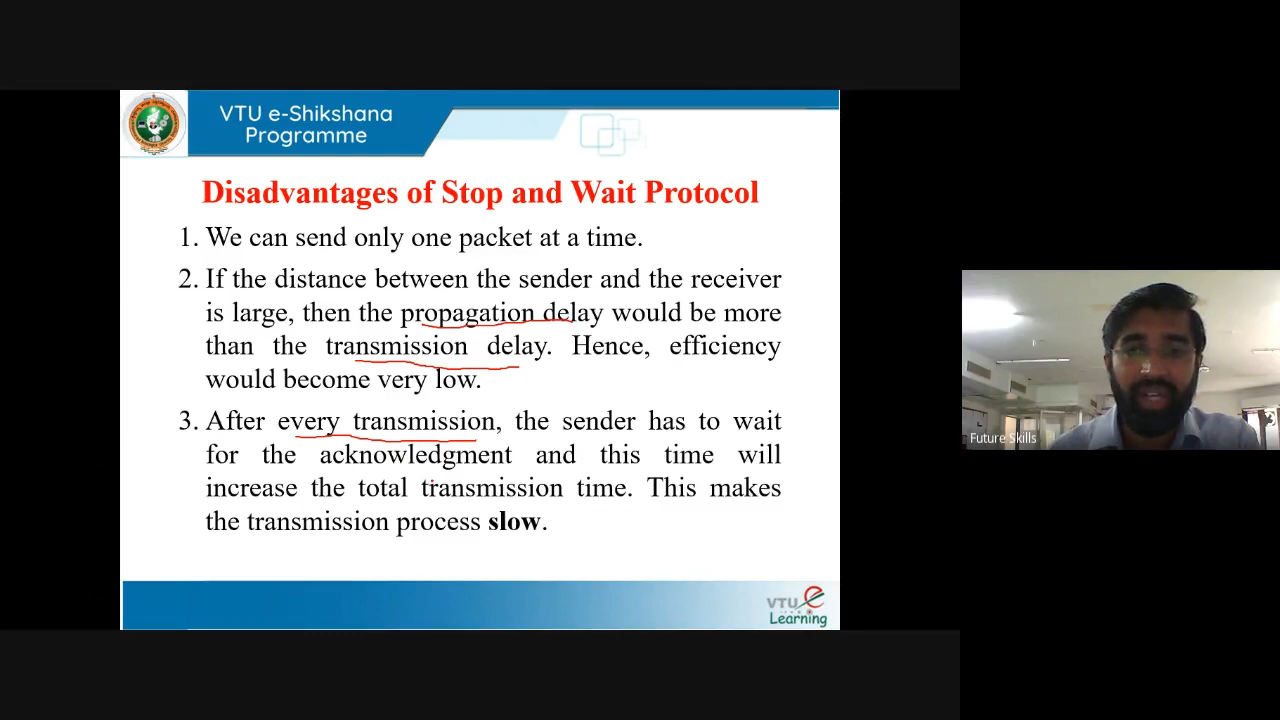 VTU e-Shikshana
Programme
Disadvantages of Stop and Wait Protocol
1. We can send only one packet at a time.
2. If the distance between the sender and the receiver
is large, then the propagation delay would be more
than the transmission delay. Hence, efficiency
would become very low.
3. After every transmission, the sender has to wait
for the acknowledgment and this time will
increase the total transmission time. This makes
the transmission process slow.
VTU e
Learning
Future Skills